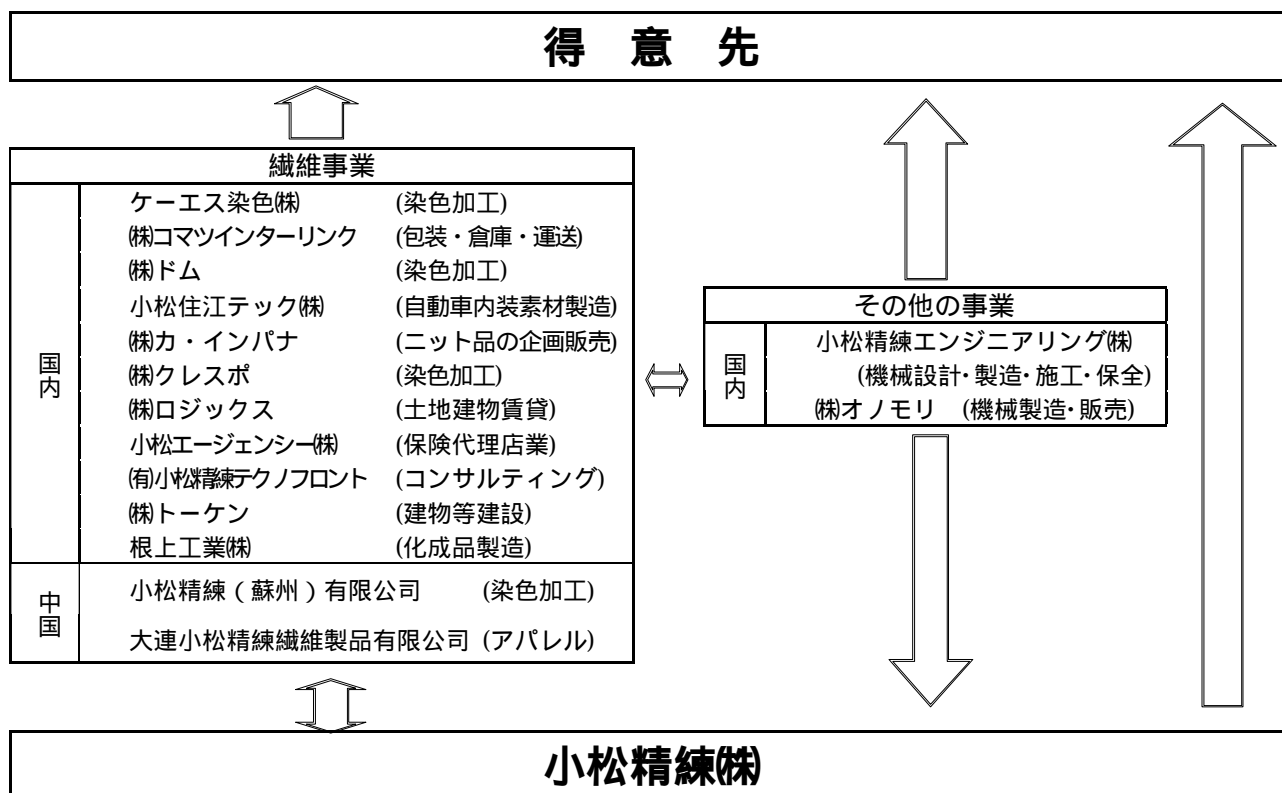 得 意 先
繊維事業
国内
ケーエス染色㈱ (染色加工)
㈱コマツインターリンク (包装・倉庫・運送)
㈱ドム (染色加工)
小松住江テック㈱ (自動車内装素材製造)
㈱カ・インパナ (ニット品の企画販売)
㈱クレスポ (染色加工)
㈱ロジックス (土地建物賃貸)
小松エージェンシー㈱ (保険代理店業)
㈲小松精練テクノフロント (コンサルティング)
㈱トーケン (建物等建設)
根上工業㈱ (化成品製造)
中国
小松精練（蘇州）有限公司 (染色加工)
大連小松精練繊維製品有限公司 (アパレル)
その他の事業
国内
小松精練エンジニアリング㈱
(機械設計・製造・施工・保全)
㈱オノモリ (機械製造・販売)
小松精練㈱